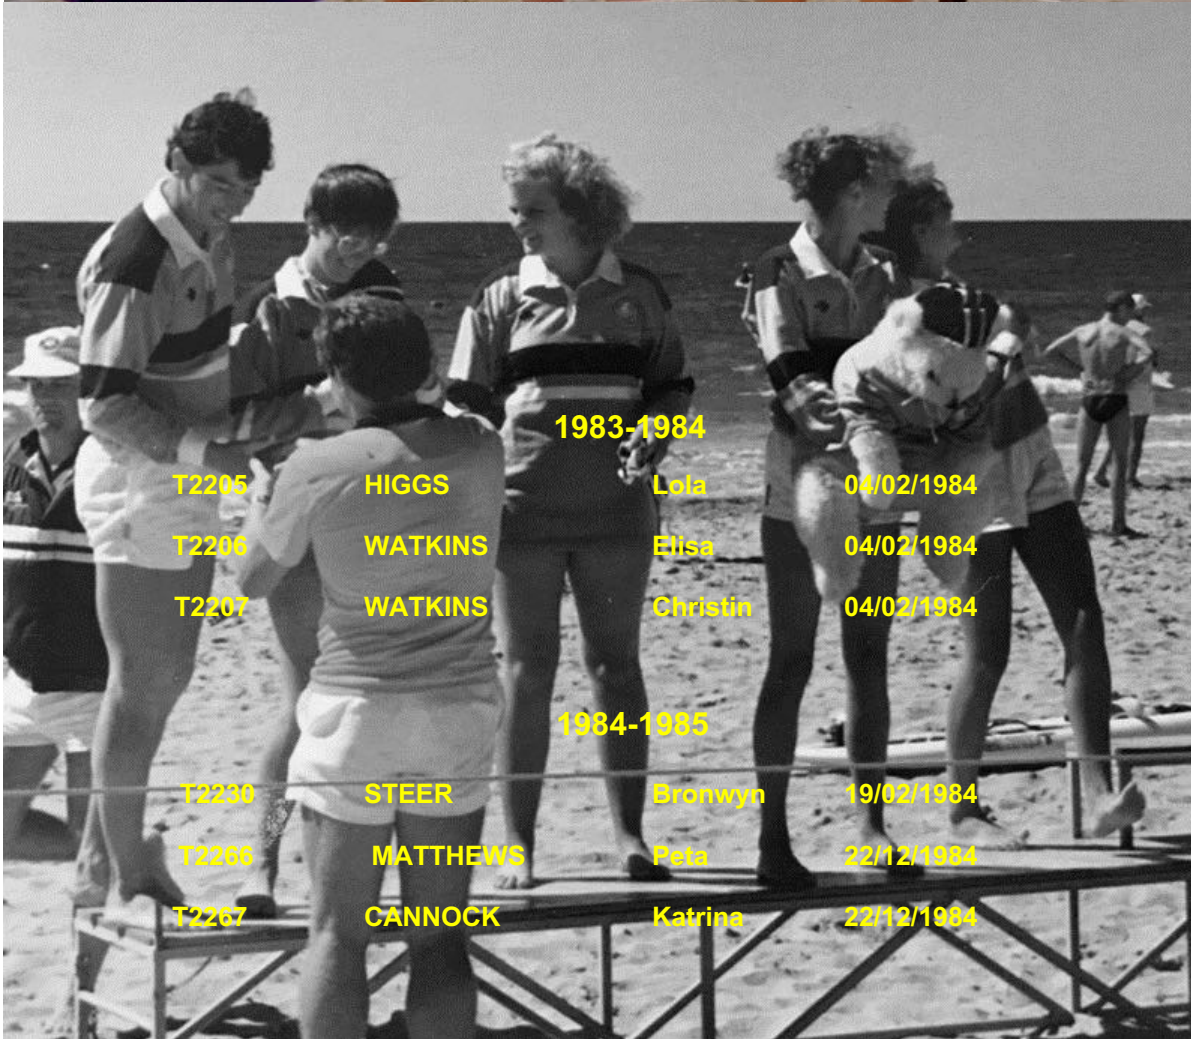 1983-1984
T2205 HIGGS Lola 04/02/1984
T2206 WATKINS Elisa 04/02/1984
T2207 WATKINS Christin 04/02/1984
1984-1985
T2230 STEER Bronwyn 19/02/1984
T2266 MATTHEWS Peta 22/12/1984
T2267 CANNOCK Katrina 22/12/1984